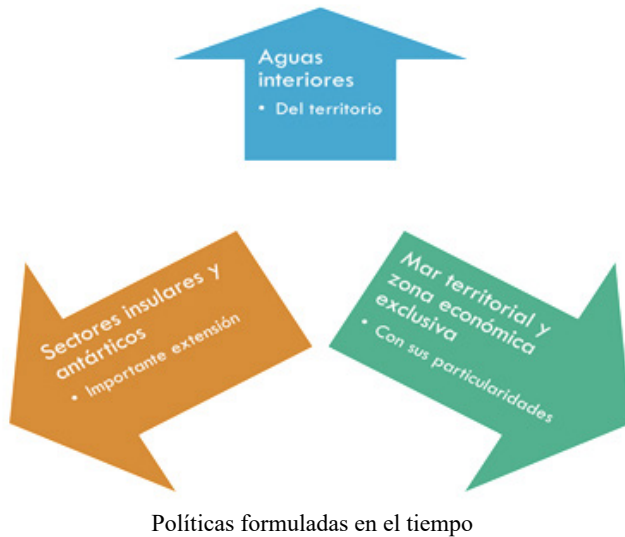 Aguas
interiores
• Del territorio
Sectores insulares y
antárticos
• Importante extensión
Mar territorial y
zona económica
exclusiva
• Con sus particularidades
Políticas formuladas en el tiempo